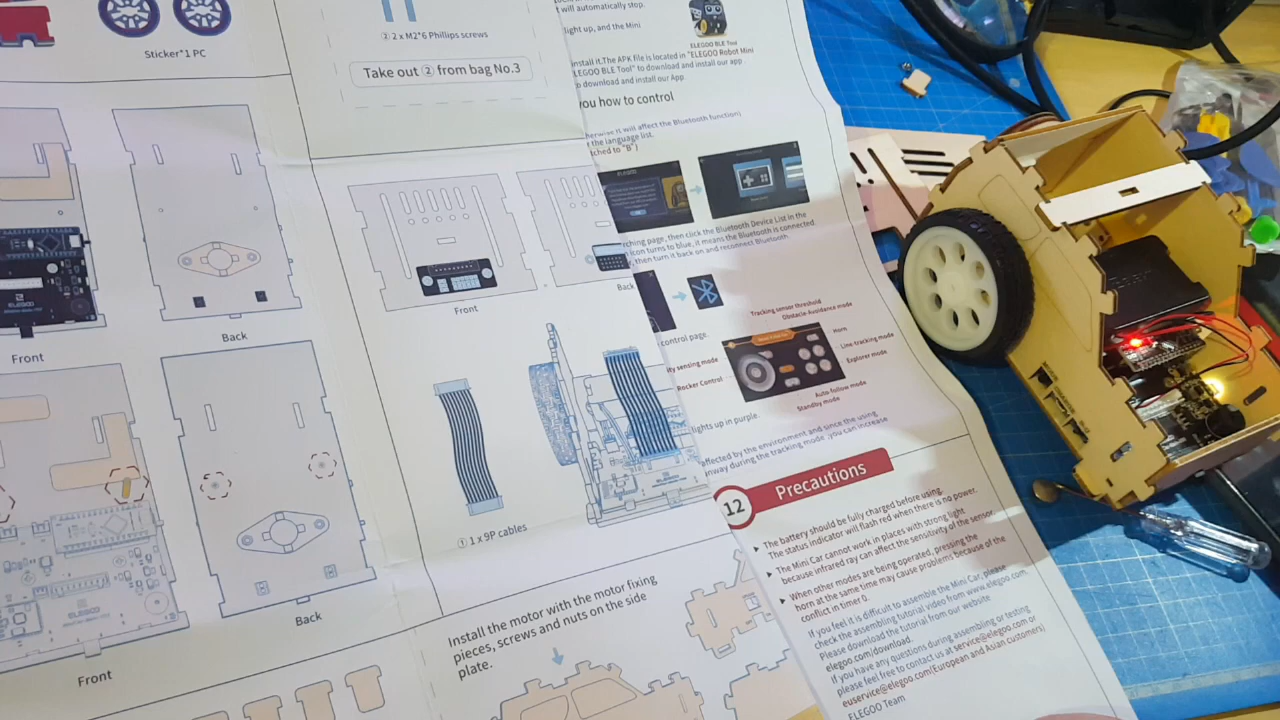 Sticker*1 PC
② 2 x M2*6 Phillips screws
Take out ② from bag No.3
Front
Back
Front
Back
① 1 x 9P cables
Front
Back
Install the motor with the motor fixing
pieces, screws and nuts on the side
plate.
will automatically stop.
light up, and the Mini
ELEGOO BLE Tool
install it.The APK file is located in "ELEGOO Robot Mini
LEGOO BLE Tool" to download and install our app
o download and install our App.
you how to control
herwise is will affect the Bluetooth function)
the language list.
tched to "B")
rching page, then click the Bluetooth Device List in the
icon turns to blue, it means the Bluetooth is connected.
, then turn it back on and reconnect Bluetooth
control page.
Tracking sensor threshold
Obstacle-Avoidance mode
Horn
Line-tracking mode
Explorer mode
Auto-follow mode
Standby mode
ity sensing mode
Rocker Control
lights up in purple.
affected by the environment and since the using
nway during the tracking mode ,you can increase
12 Precautions
The battery should be fully charged before using.
The status indicator will flash red when there is no power.
The Mini Car cannot work in places with strong light
because infrared ray can affect the sensitivity of the sensor
When other modes are being operated, pressing the
horn at the same time may cause problems because of the
conflict in timer 0.
If you feel it is difficult to assemble the Mini Car, please
check the assembling tutorial video from www.elegoo.com
Please download the tutorial from our website
elegoo.com/download.
If you have any questions during assembling or testing
please feel free to contact us at service@elegoo.com or
euservice@elegoo.com(European and Asian customers)
ELEGOO Team